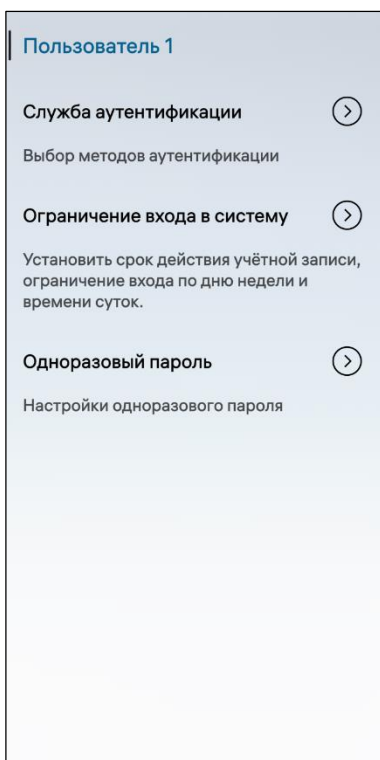 Пользователь 1
Служба аутентификации
Выбор методов аутентификации
Ограничение входа в систему
Установить срок действия учётной записи,
ограничение входа по дню недели и
времени суток.
Одноразовый пароль
Настройки одноразового пароля